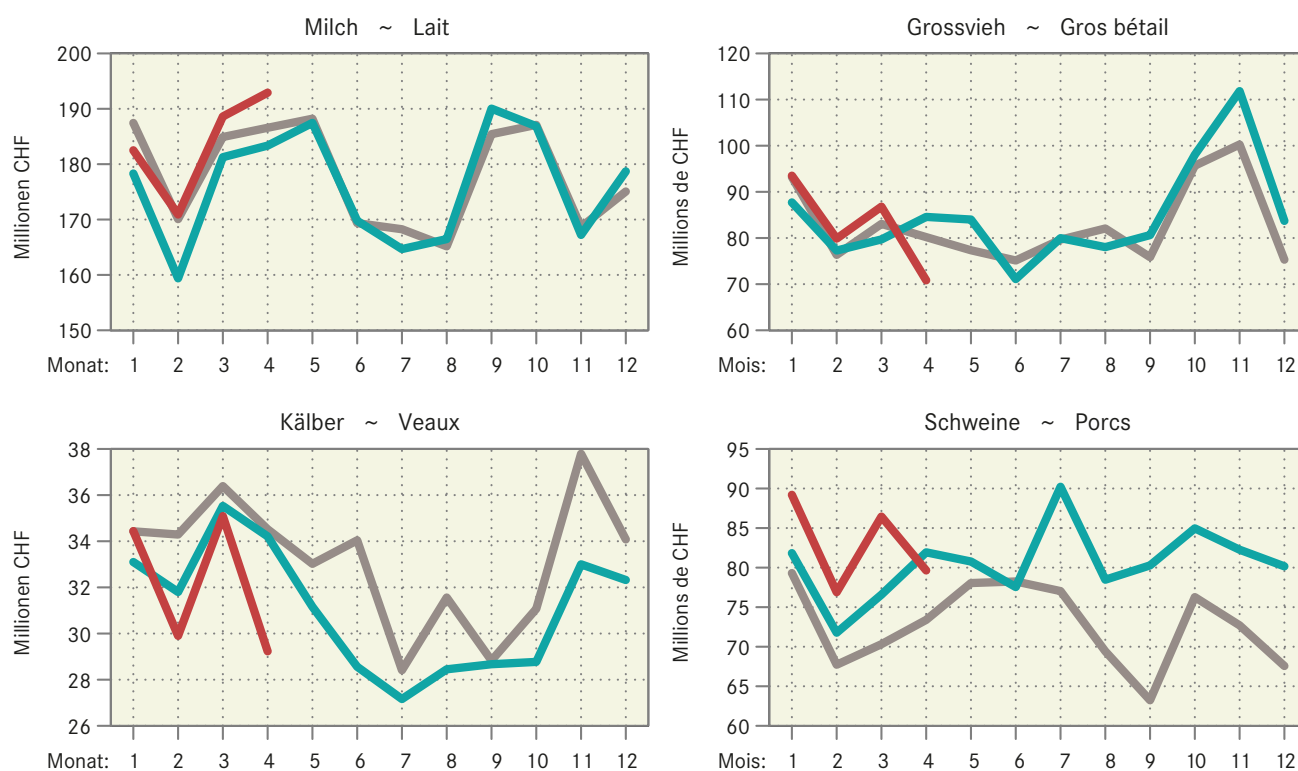 Milch ~ Lait
Millionen CHF
200
190
180
170
160
150
Monat: 1 2 3 4 5 6 7 8 9 10 11 12
Grossvieh ~ Gros bétail
Millions de CHF
120
110
100
90
80
70
60
Mois: 1 2 3 4 5 6 7 8 9 10 11 12
Kälber ~ Veaux
Millionen CHF
38
36
34
32
30
28
26
Monat: 1 2 3 4 5 6 7 8 9 10 11 12
Schweine ~ Porcs
Millions de CHF
95
90
85
80
75
70
65
60
Mois: 1 2 3 4 5 6 7 8 9 10 11 12